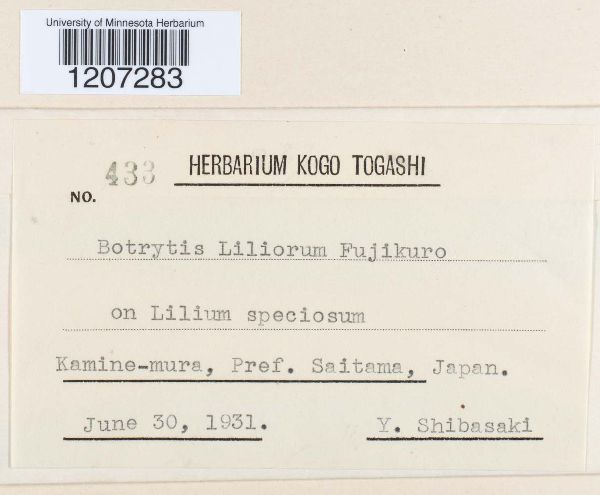 University of Minnesota Herbarium
1207283
NO. 433 HERBARIUM KOGO TOGASHI
Botrytis Liliorum Fujikuro
on Lilium speciosum
Kamine-mura, Pref. Saitama, Japan.
June 30, 1931. Y. Shibasaki